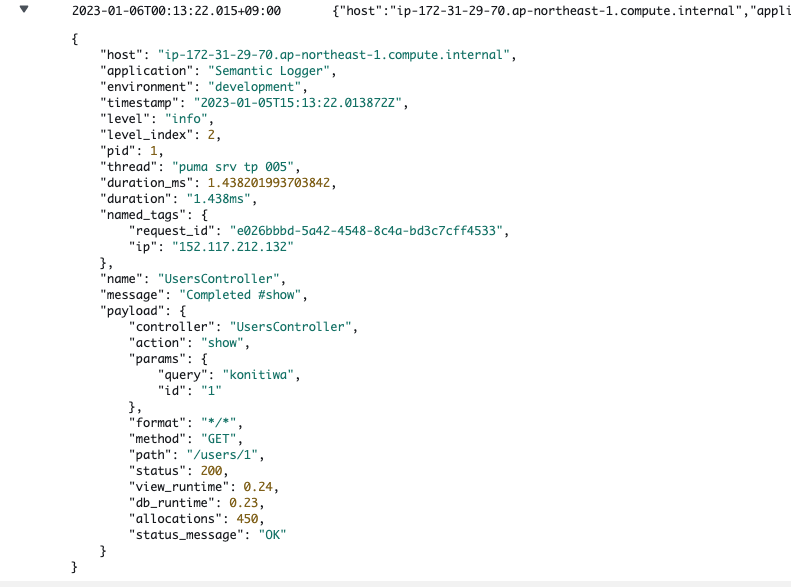 2023-01-06T00:13:22.015+09:00 {"host":"ip-172-31-29-70.ap-northeast-1.compute.internal","appli
{
    "host": "ip-172-31-29-70.ap-northeast-1.compute.internal",
    "application": "Semantic Logger",
    "environment": "development",
    "timestamp": "2023-01-05T15:13:22.013872Z",
    "level": "info",
    "level_index": 2,
    "pid": 1,
    "thread": "puma srv tp 005",
    "duration_ms": 1.438201993703842,
    "duration": "1.438ms",
    "named_tags": {
        "request_id": "e026bbbd-5a42-4548-8c4a-bd3c7cff4533",
        "ip": "152.117.212.132"
    },
    "name": "UsersController",
    "message": "Completed #show",
    "payload": {
        "controller": "UsersController",
        "action": "show",
        "params": {
            "query": "konitiwa",
            "id": "1"
        },
        "format": "*/*",
        "method": "GET",
        "path": "/users/1",
        "status": 200,
        "view_runtime": 0.24,
        "db_runtime": 0.23,
        "allocations": 450,
        "status_message": "OK"
    }
}